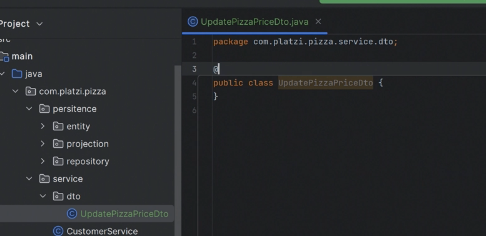 Project
src
main
java
com.platzi.pizza
persitence
entity
projection
repository
service
dto
UpdatePizzaPriceDto
CustomerService
UpdatePizzaPriceDto.java
1 package com.platzi.pizza.service.dto;
2
3 @
4 public class UpdatePizzaPriceDto {
5 }
6